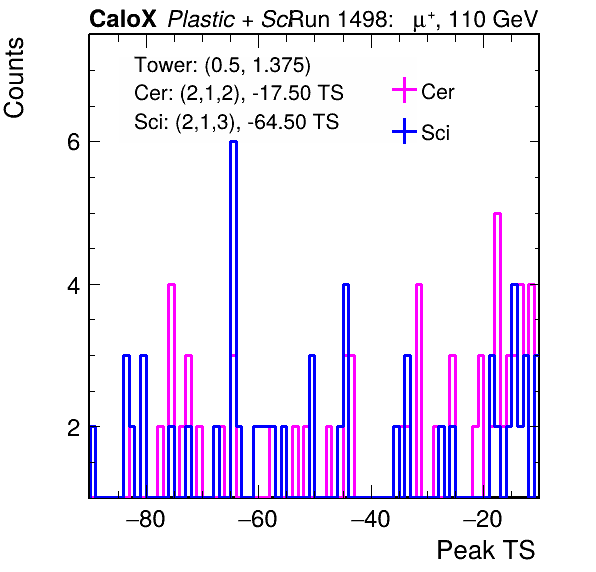 CaloX Plastic + SciRun 1498: μ⁺, 110 GeV
Counts
Tower: (0.5, 1.375)
Cer: (2,1,2), -17.50 TS
Sci: (2,1,3), -64.50 TS
Cer
Sci
6
4
2
−80 −60 −40 −20
Peak TS